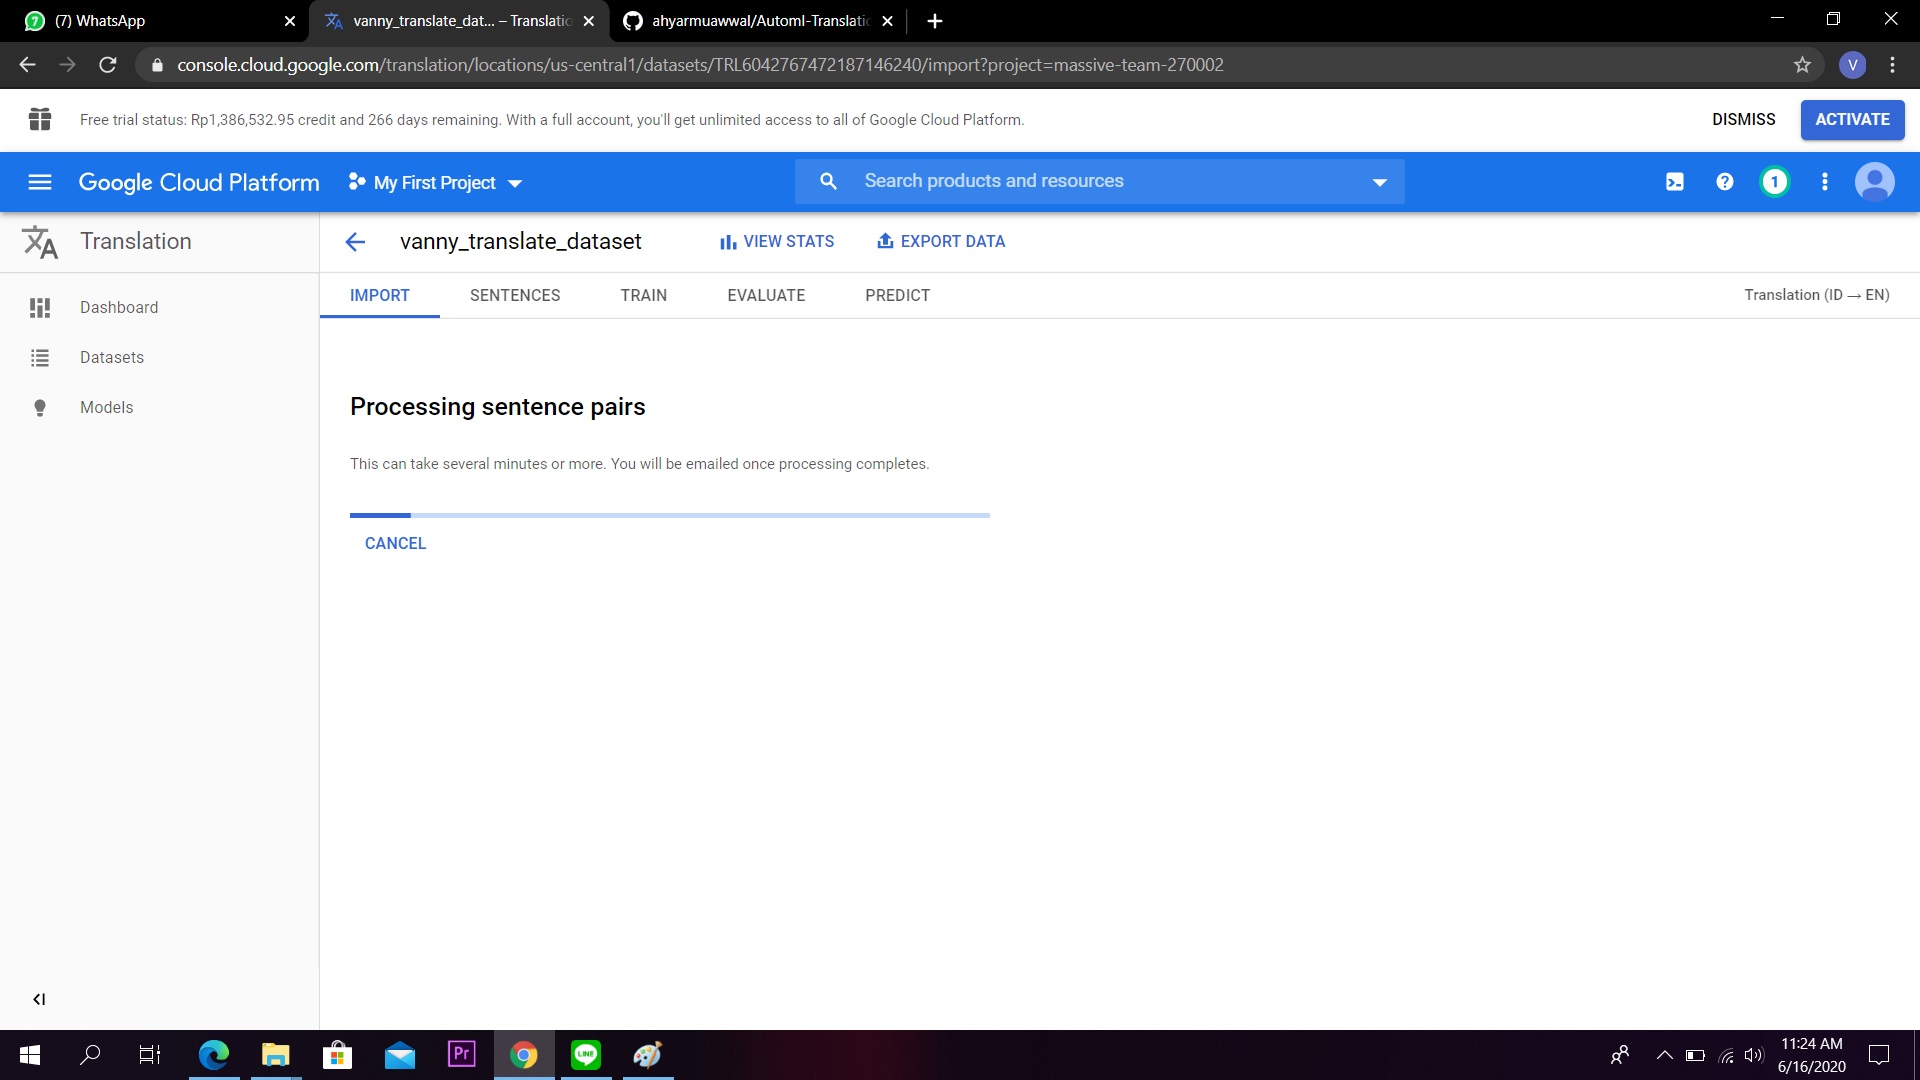 7
(7) WhatsApp
vanny_translate_dat... – Translatio
ahyarmuawwal/Automl-Translatio
console.cloud.google.com/translation/locations/us-central1/datasets/TRL6042767472187146240/import?project=massive-team-270002
V
Free trial status: Rp1,386,532.95 credit and 266 days remaining. With a full account, you'll get unlimited access to all of Google Cloud Platform.
DISMISS
ACTIVATE
Google Cloud Platform
My First Project
Search products and resources
1
Translation
vanny_translate_dataset
VIEW STATS
EXPORT DATA
IMPORT
SENTENCES
TRAIN
EVALUATE
PREDICT
Translation (ID → EN)
Dashboard
Datasets
Models
Processing sentence pairs
This can take several minutes or more. You will be emailed once processing completes.
CANCEL
Pr
LINE
11:24 AM
6/16/2020